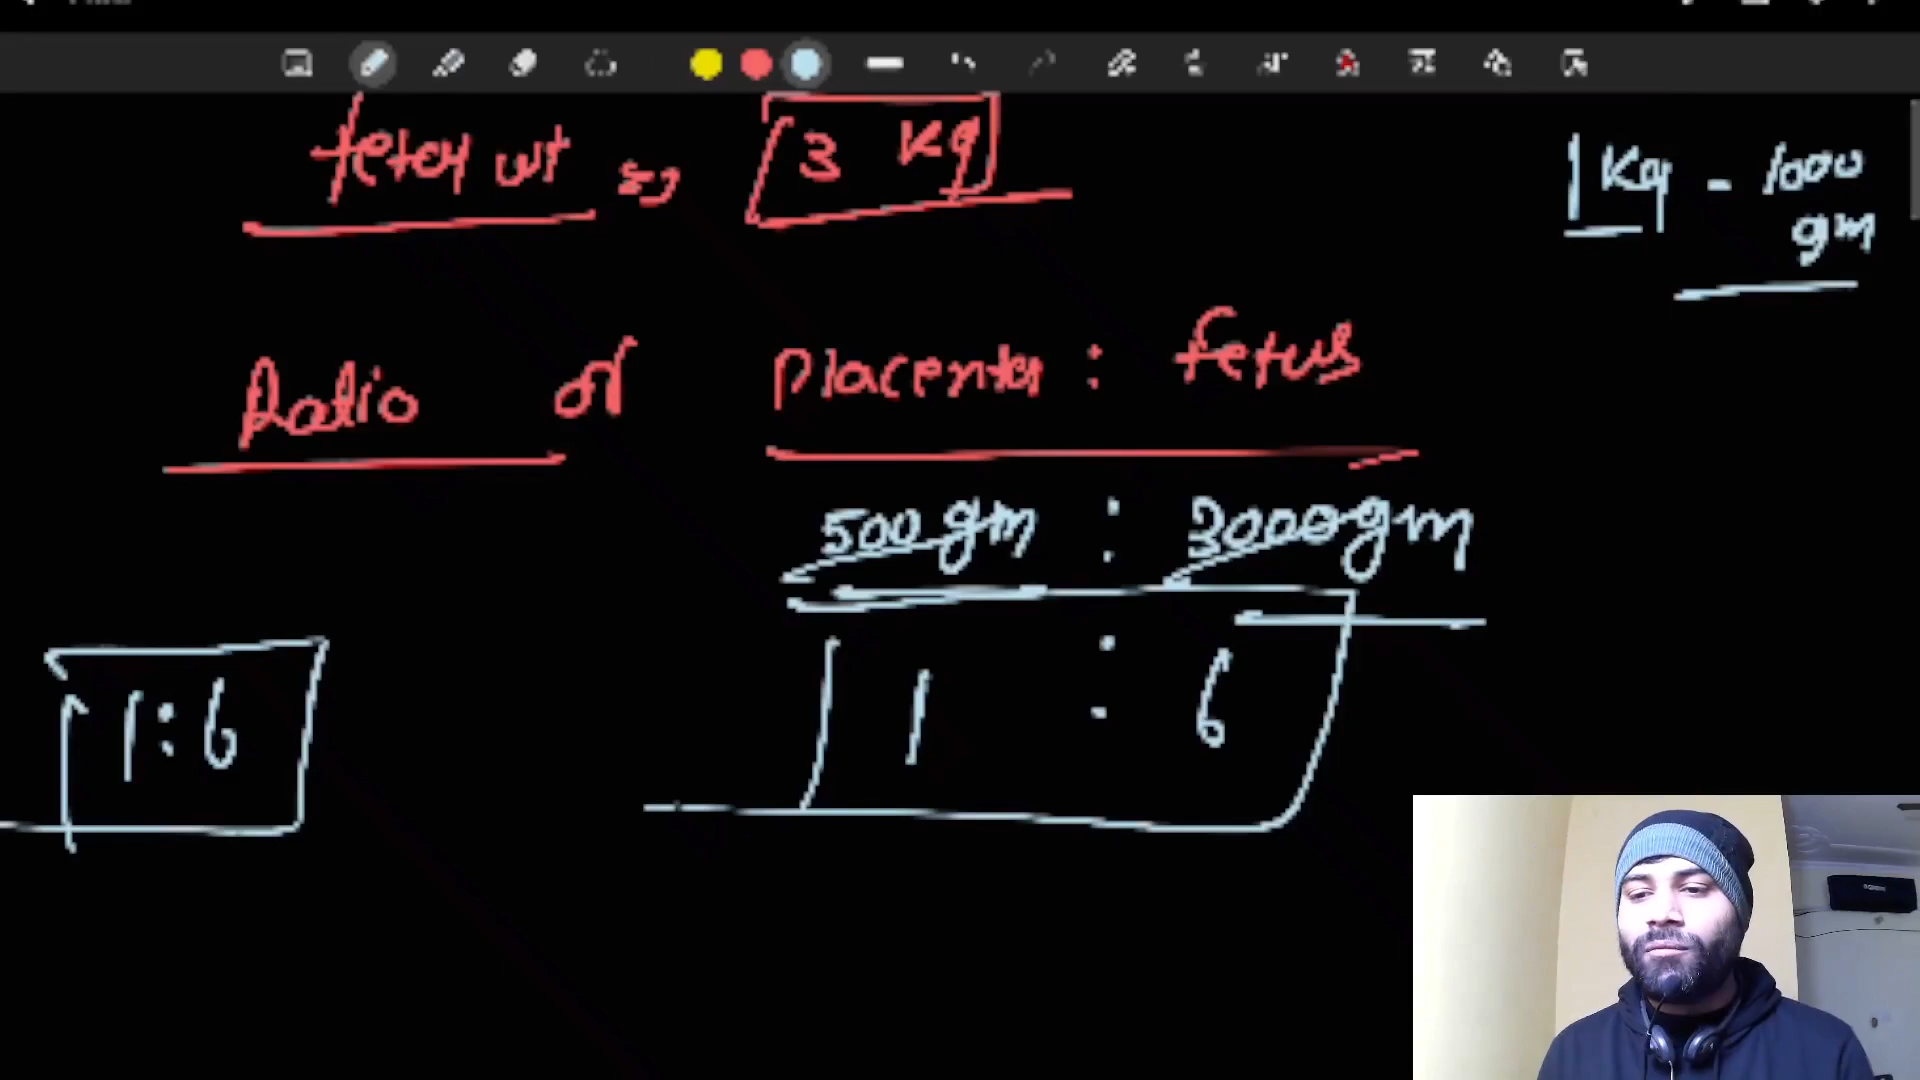 fetal wt => 3 Kg
1 Kg - 1000
gm
Ratio of Placenta : fetus
500 gm : 3000 gm
1 : 6
1:6